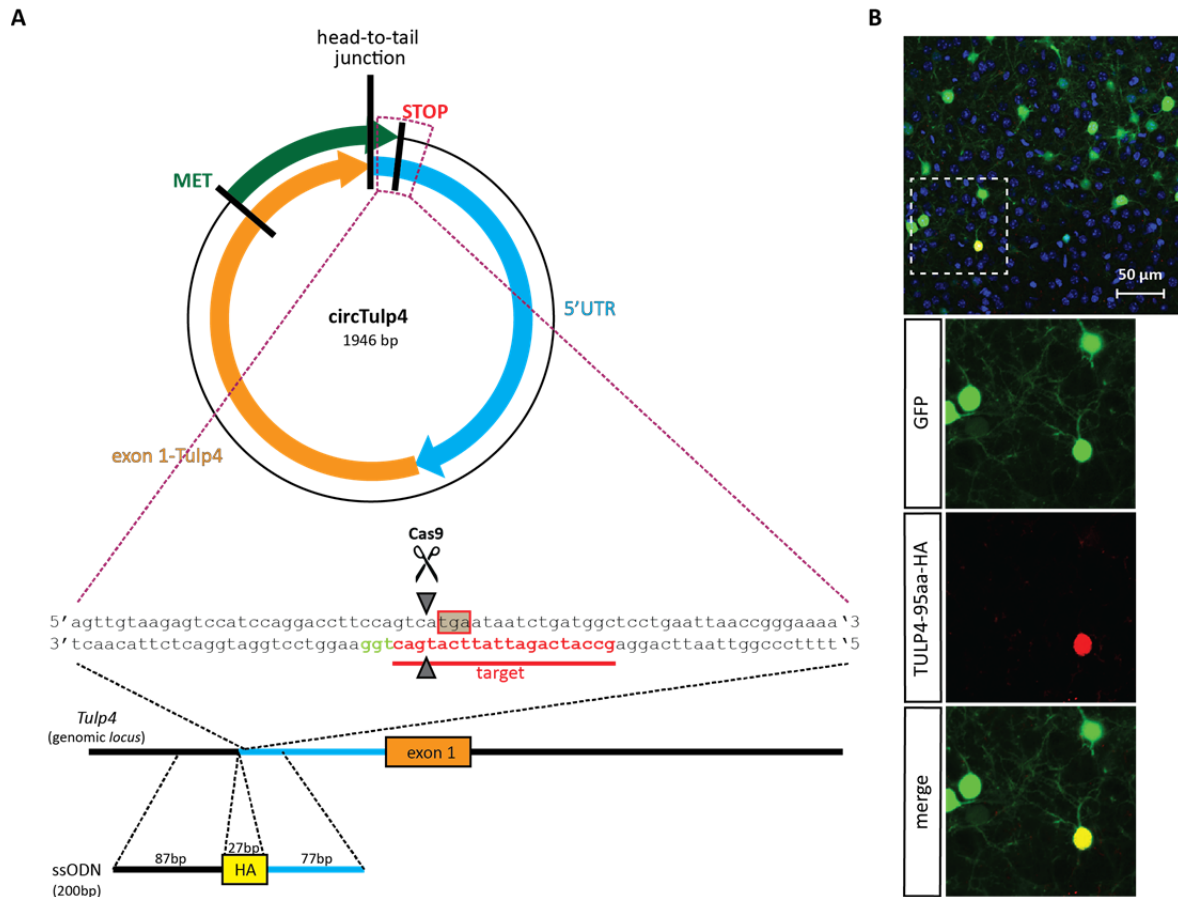 A
head-to-tail
junction
STOP
MET
circTulp4
1946 bp
5'UTR
exon 1-Tulp4
Cas9
5'agttgtaagagtccatccaggaccttccagtcatgaataatctgatggctcctgaattaaccgggaaaa'3
3'tcaacattctcaggtaggtcctggaaggtcagtacttattagactaccgaggacttaattggcccctttt'5
target
Tulp4
(genomic locus)
exon 1
87bp
27bp
77bp
HA
ssODN
(200bp)
B
50 μm
GFP
TULP4-95aa-HA
merge